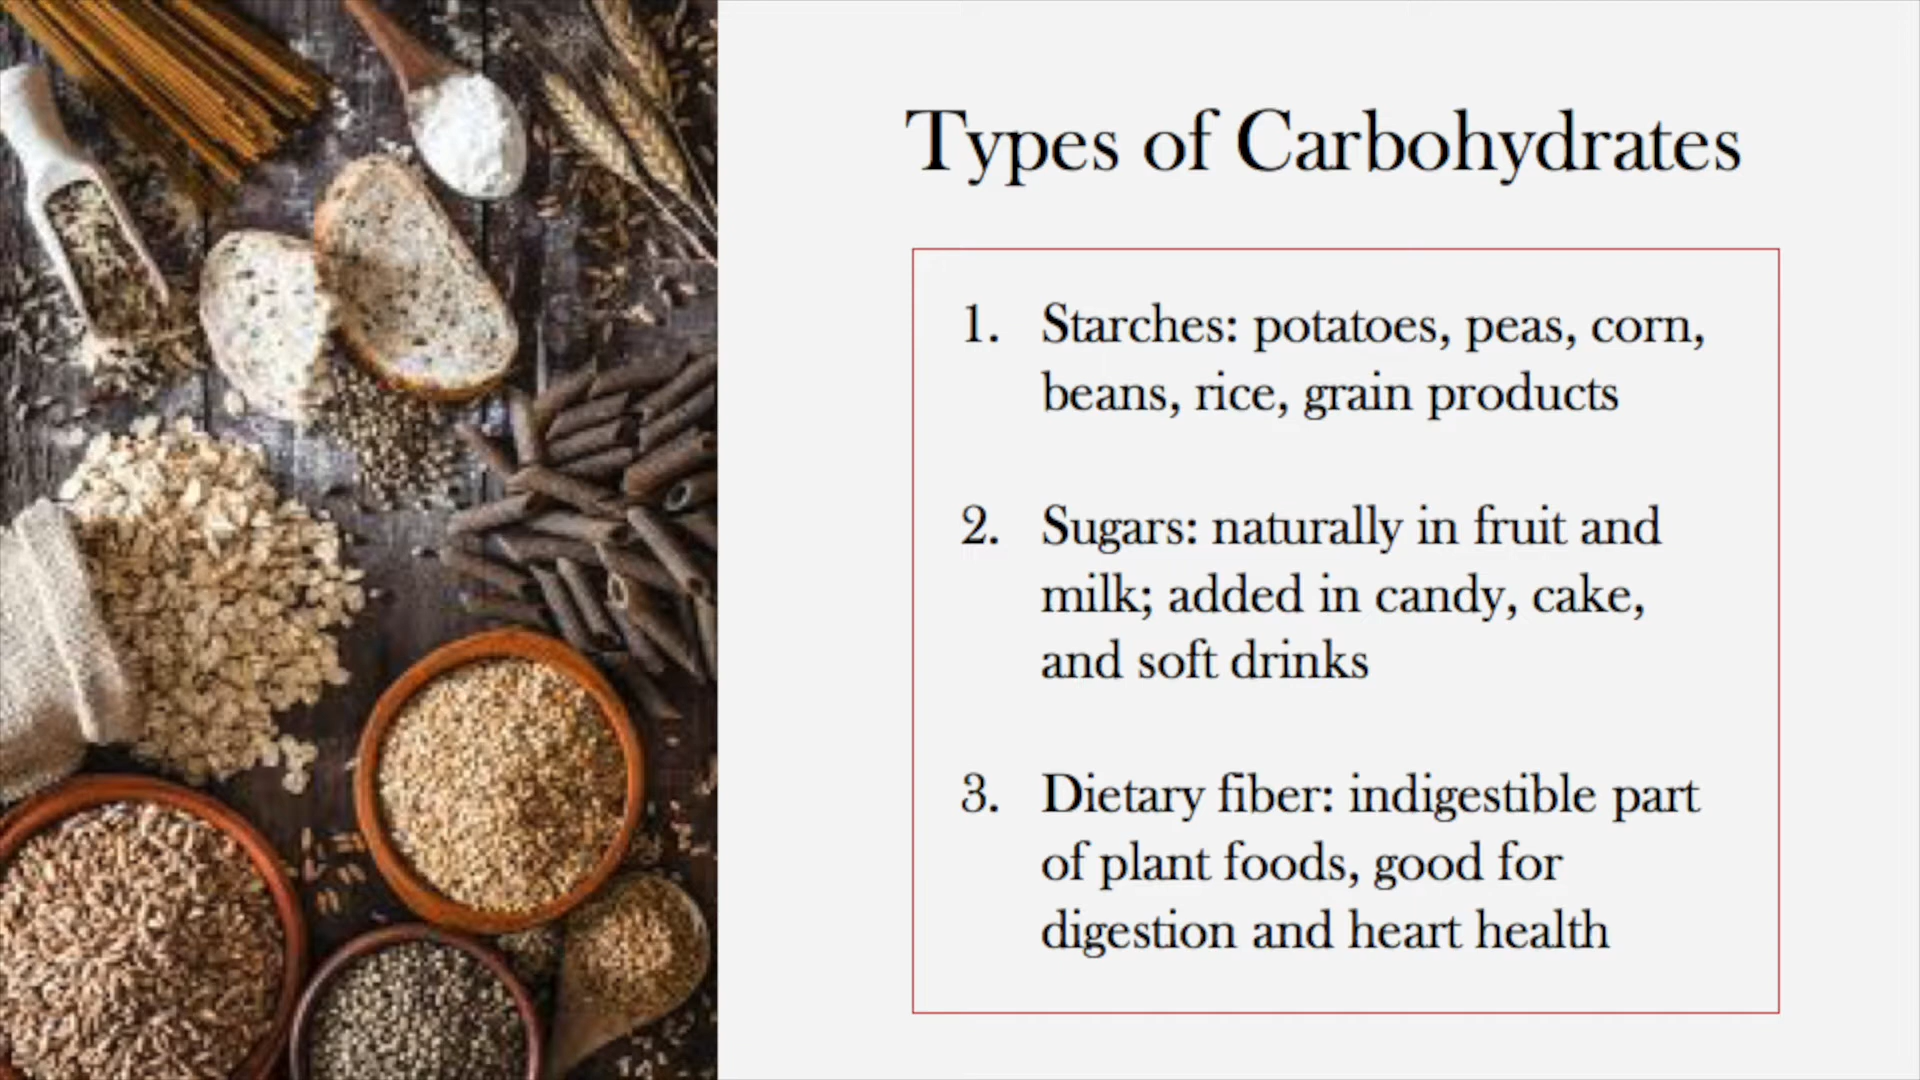 Types of Carbohydrates
1. Starches: potatoes, peas, corn,
beans, rice, grain products
2. Sugars: naturally in fruit and
milk; added in candy, cake,
and soft drinks
3. Dietary fiber: indigestible part
of plant foods, good for
digestion and heart health